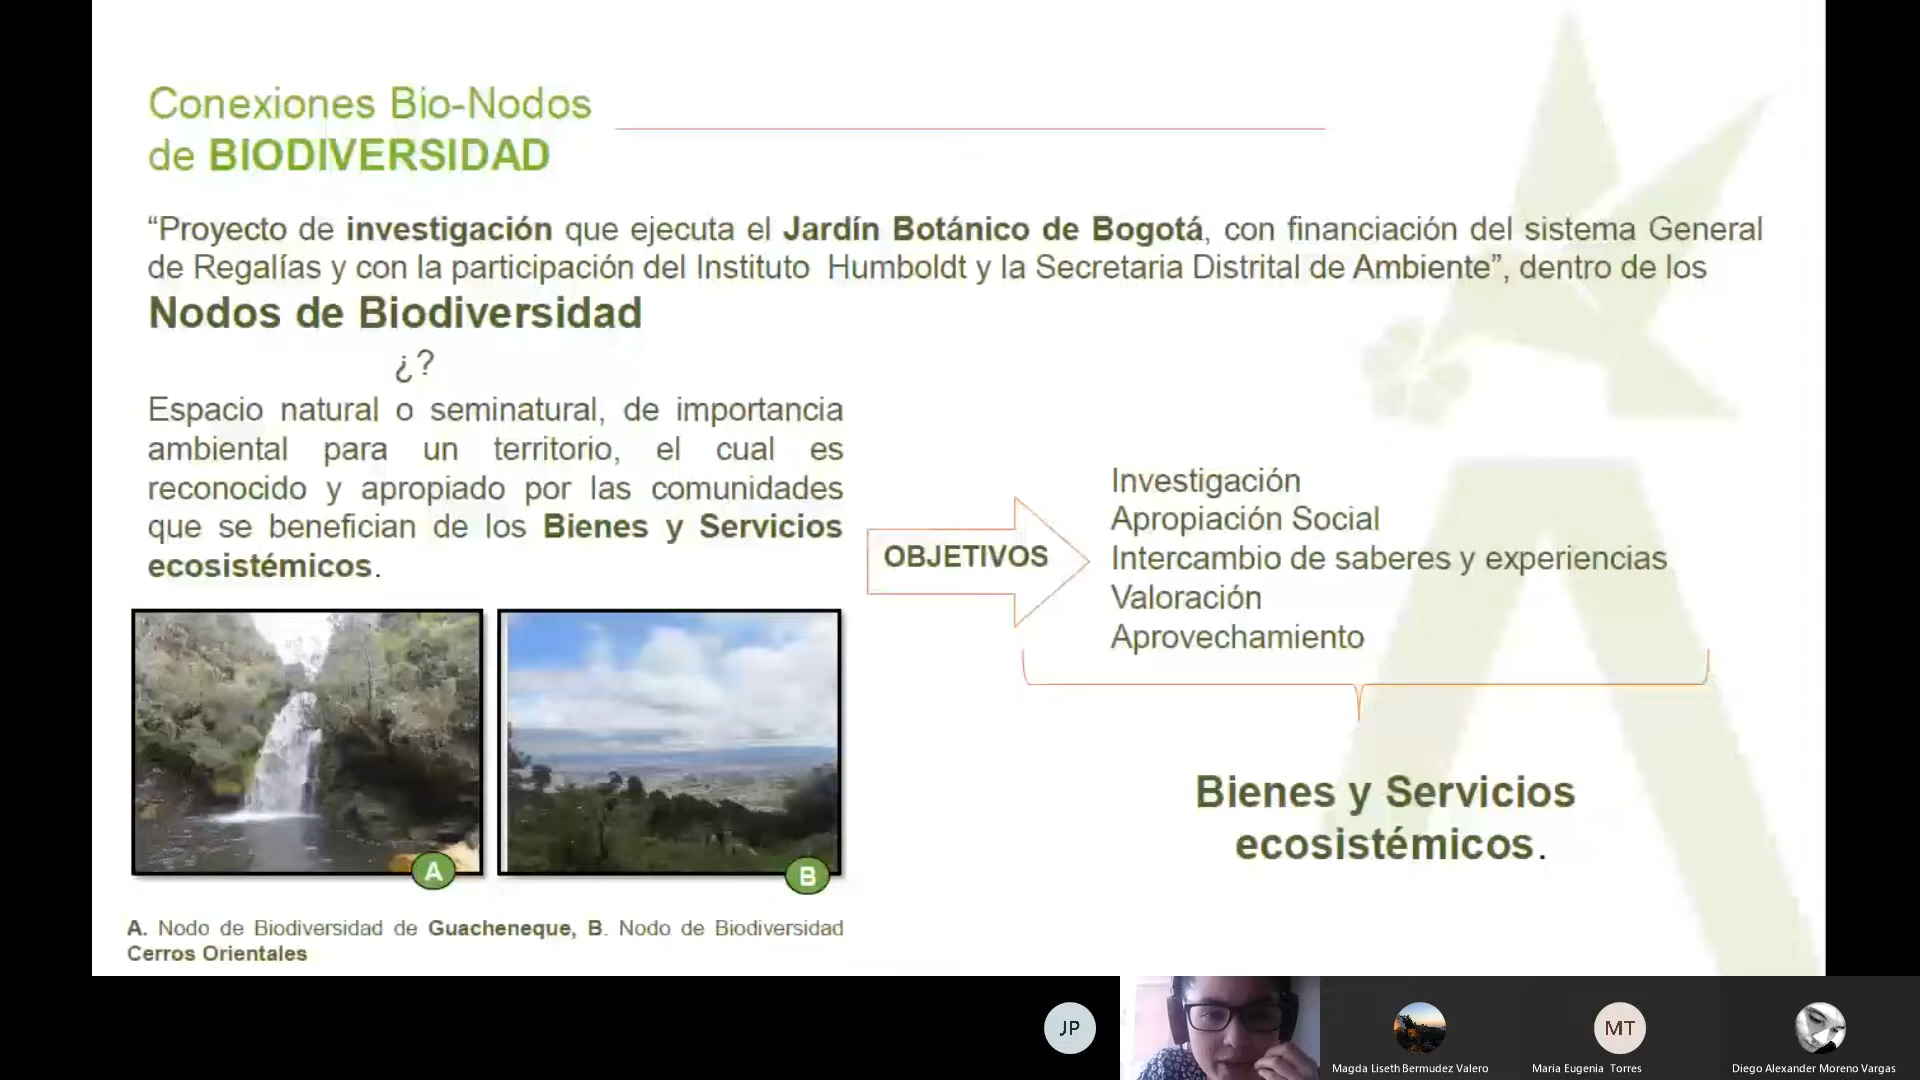 Conexiones Bio-Nodos
de BIODIVERSIDAD
“Proyecto de investigación que ejecuta el Jardín Botánico de Bogotá, con financiación del sistema General
de Regalías y con la participación del Instituto Humboldt y la Secretaria Distrital de Ambiente”, dentro de los
Nodos de Biodiversidad
¿?
Espacio natural o seminatural, de importancia
ambiental para un territorio, el cual es
reconocido y apropiado por las comunidades
que se benefician de los Bienes y Servicios
ecosistémicos.
OBJETIVOS
Investigación
Apropiación Social
Intercambio de saberes y experiencias
Valoración
Aprovechamiento
Bienes y Servicios
ecosistémicos.
A
B
A. Nodo de Biodiversidad de Guacheneque, B. Nodo de Biodiversidad
Cerros Orientales
JP
MT
Magda Liseth Bermudez Valero
Maria Eugenia Torres
Diego Alexander Moreno Vargas